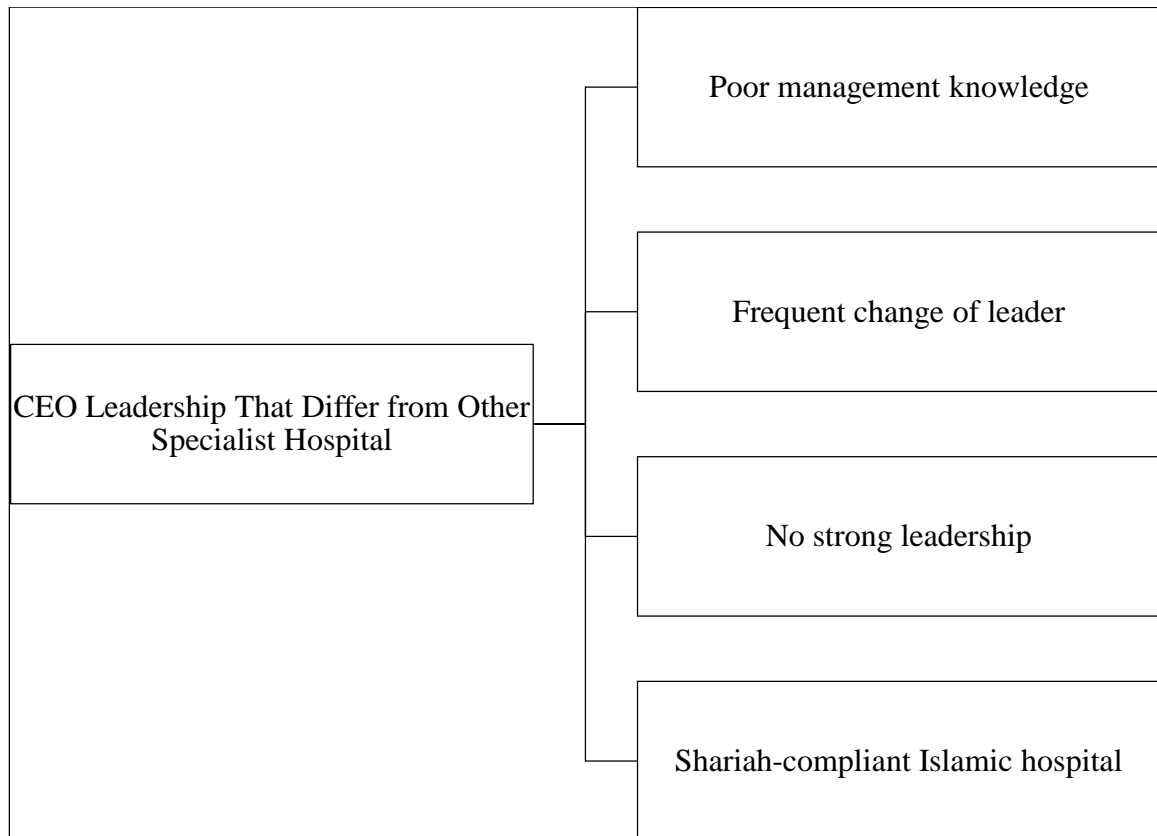 Poor management knowledge
Frequent change of leader
CEO Leadership That Differ from Other
Specialist Hospital
No strong leadership
Shariah-compliant Islamic hospital